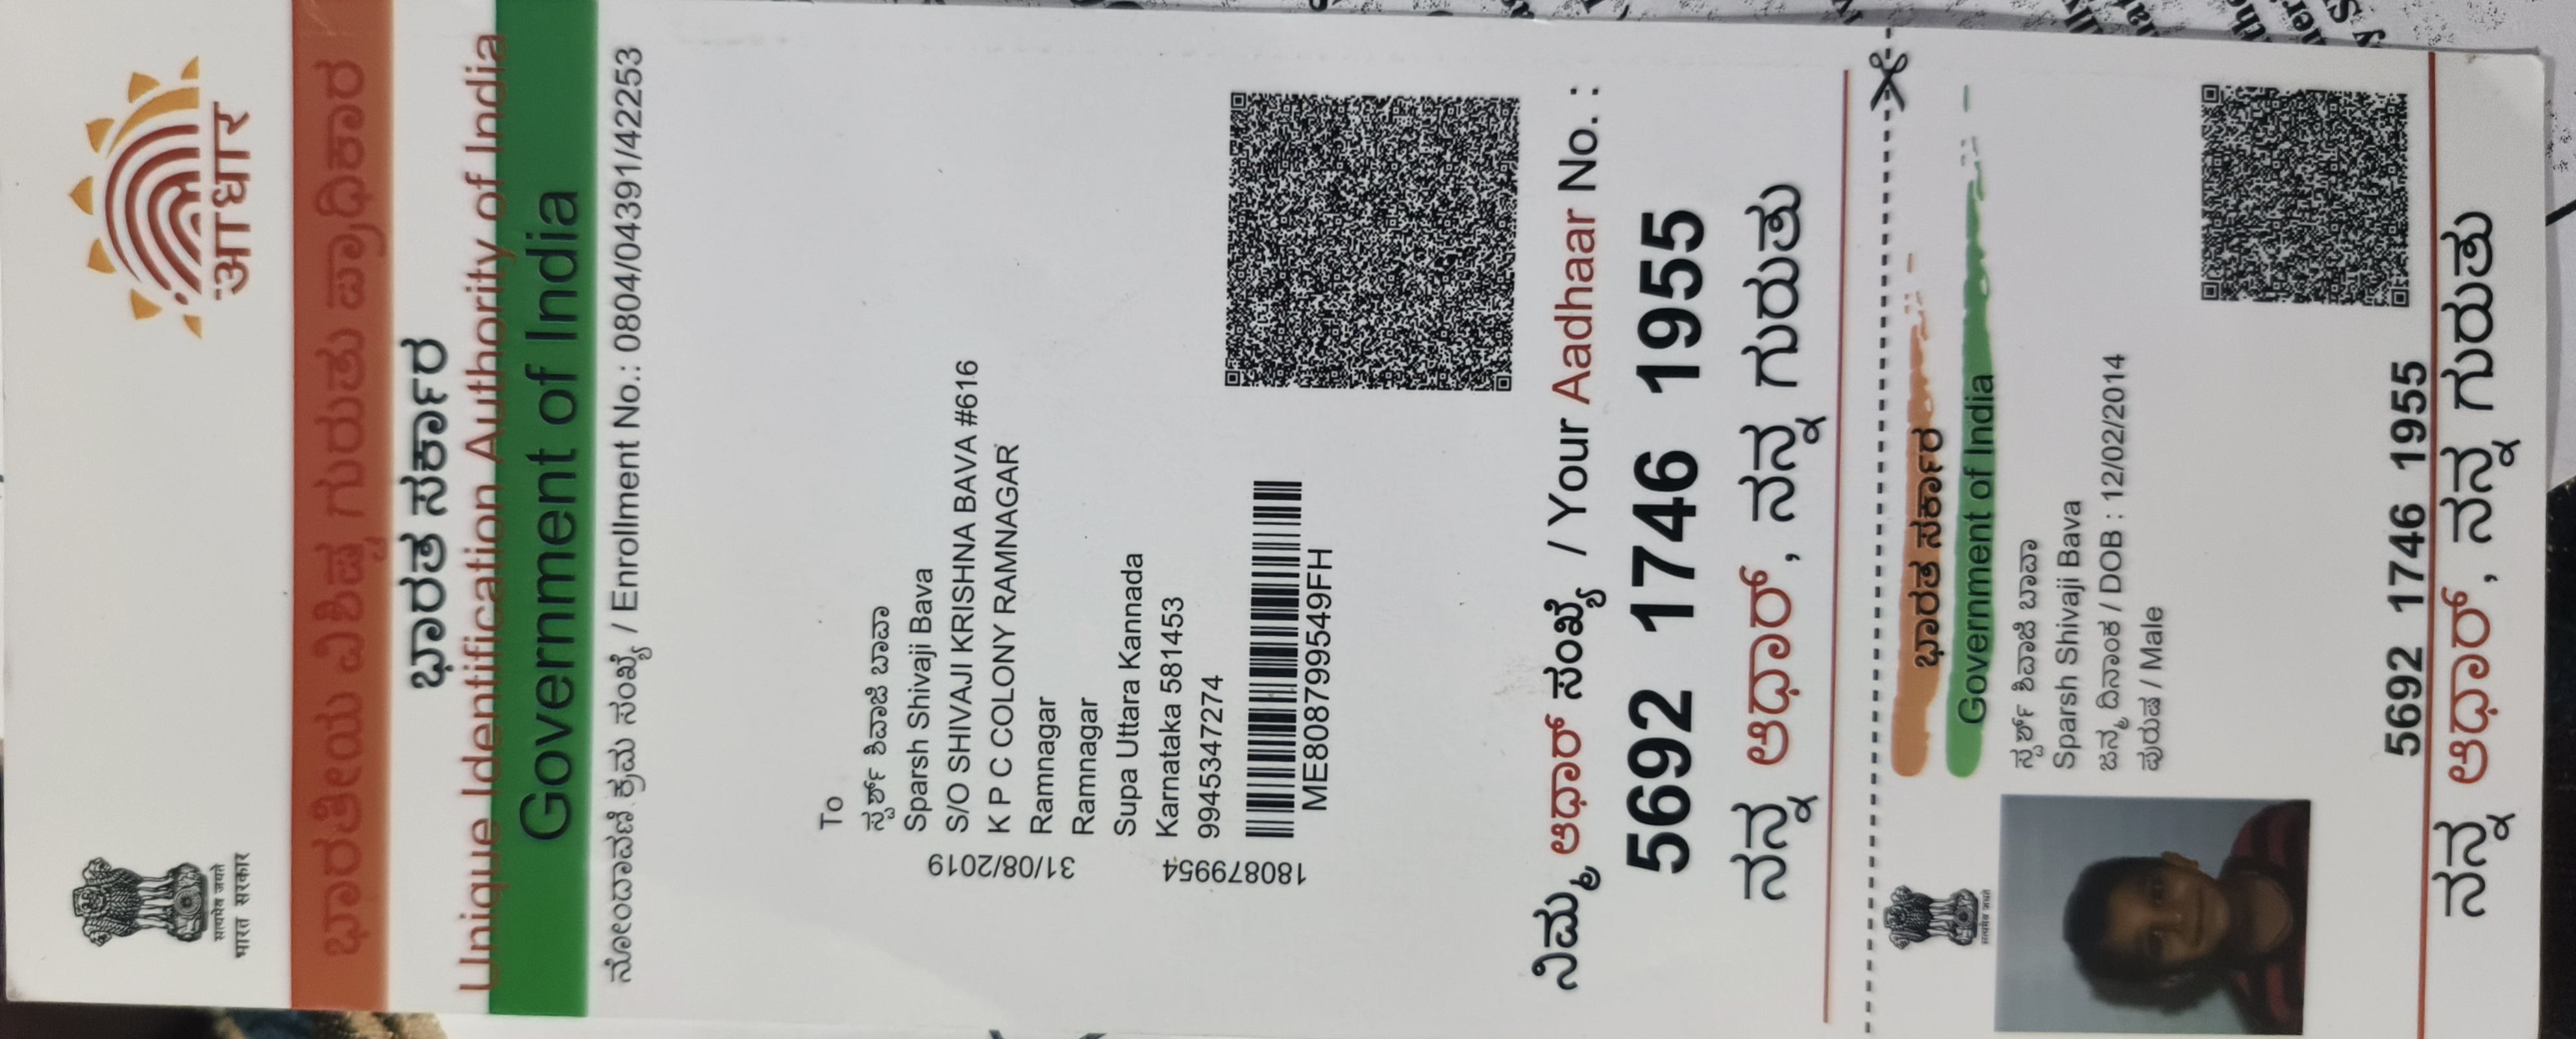 सत्यमेव जयते
भारत सरकार
आधार
ಭಾರತೀಯ ವಿಶಿಷ್ಟ ಗುರುತು ಪ್ರಾಧಿಕಾರ
ಭಾರತ ಸರ್ಕಾರ
Unique Identification Authority of India
Government of India
ನೋಂದಾವಣೆ ಕ್ರಮ ಸಂಖ್ಯೆ / Enrollment No.: 0804/04391/42253
To
ಸ್ಪರ್ಶ್ ಶಿವಾಜಿ ಬಾವಾ
Sparsh Shivaji Bava
S/O SHIVAJI KRISHNA BAVA #616
K P C COLONY RAMNAGAR
Ramnagar
Ramnagar
Supa Uttara Kannada
Karnataka 581453
9945347274
31/08/2019
180879954
ME808799549FH
ನಿಮ್ಮ ಆಧಾರ್ ಸಂಖ್ಯೆ / Your Aadhaar No. :
5692 1746 1955
ನನ್ನ ಆಧಾರ್, ನನ್ನ ಗುರುತು
सत्यमेव जयते
ಭಾರತ ಸರ್ಕಾರ
Government of India
ಸ್ಪರ್ಶ್ ಶಿವಾಜಿ ಬಾವಾ
Sparsh Shivaji Bava
ಜನ್ಮ ದಿನಾಂಕ / DOB : 12/02/2014
ಪುರುಷ / Male
5692 1746 1955
ನನ್ನ ಆಧಾರ್, ನನ್ನ ಗುರುತು